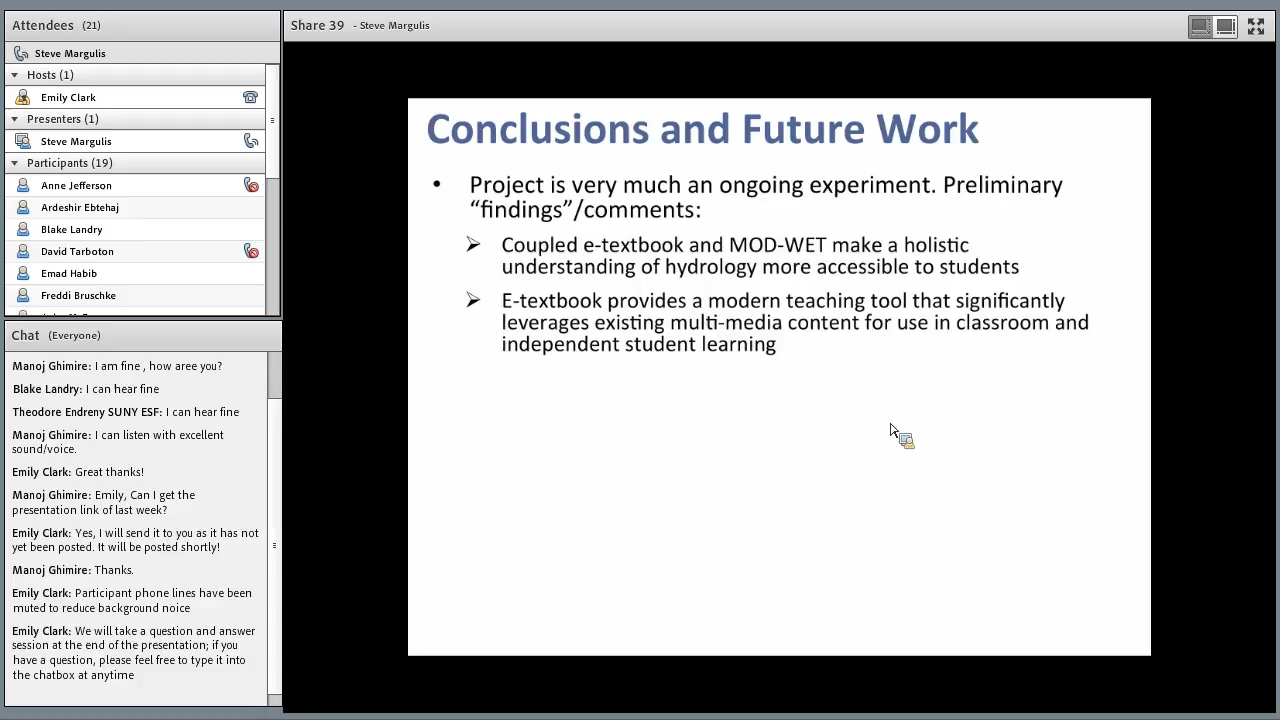 Attendees (21)
Steve Margulis
Hosts (1)
Emily Clark
Presenters (1)
Steve Margulis
Participants (19)
Anne Jefferson
Ardeshir Ebtehaj
Blake Landry
David Tarboton
Emad Habib
Freddi Bruschke
Chat (Everyone)
Manoj Ghimire: I am fine , how aree you?
Blake Landry: I can hear fine
Theodore Endreny SUNY ESF: I can hear fine
Manoj Ghimire: I can listen with excellent
sound/voice.
Emily Clark: Great thanks!
Manoj Ghimire: Emily, Can I get the
presentation link of last week?
Emily Clark: Yes, I will send it to you as it has not
yet been posted. It will be posted shortly!
Manoj Ghimire: Thanks.
Emily Clark: Participant phone lines have been
muted to reduce background noice
Emily Clark: We will take a question and answer
session at the end of the presentation; if you
have a question, please feel free to type it into
the chatbox at anytime
Share 39 - Steve Margulis
Conclusions and Future Work
• Project is very much an ongoing experiment. Preliminary
“findings”/comments:
➢ Coupled e-textbook and MOD-WET make a holistic
understanding of hydrology more accessible to students
➢ E-textbook provides a modern teaching tool that significantly
leverages existing multi-media content for use in classroom and
independent student learning